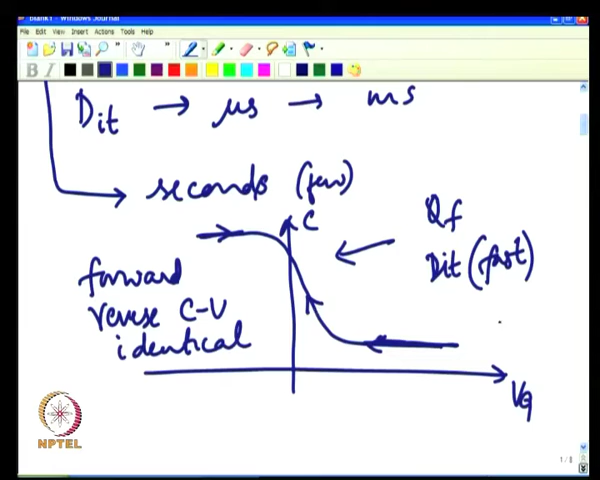 Blank1 - Windows Journal
File Edit View Insert Actions Tools Help
B I
Dit → μs → ms
seconds (few)
C
Qf
Dit (fast)
forward
reverse C-V
identical
VG
NPTEL
1/8